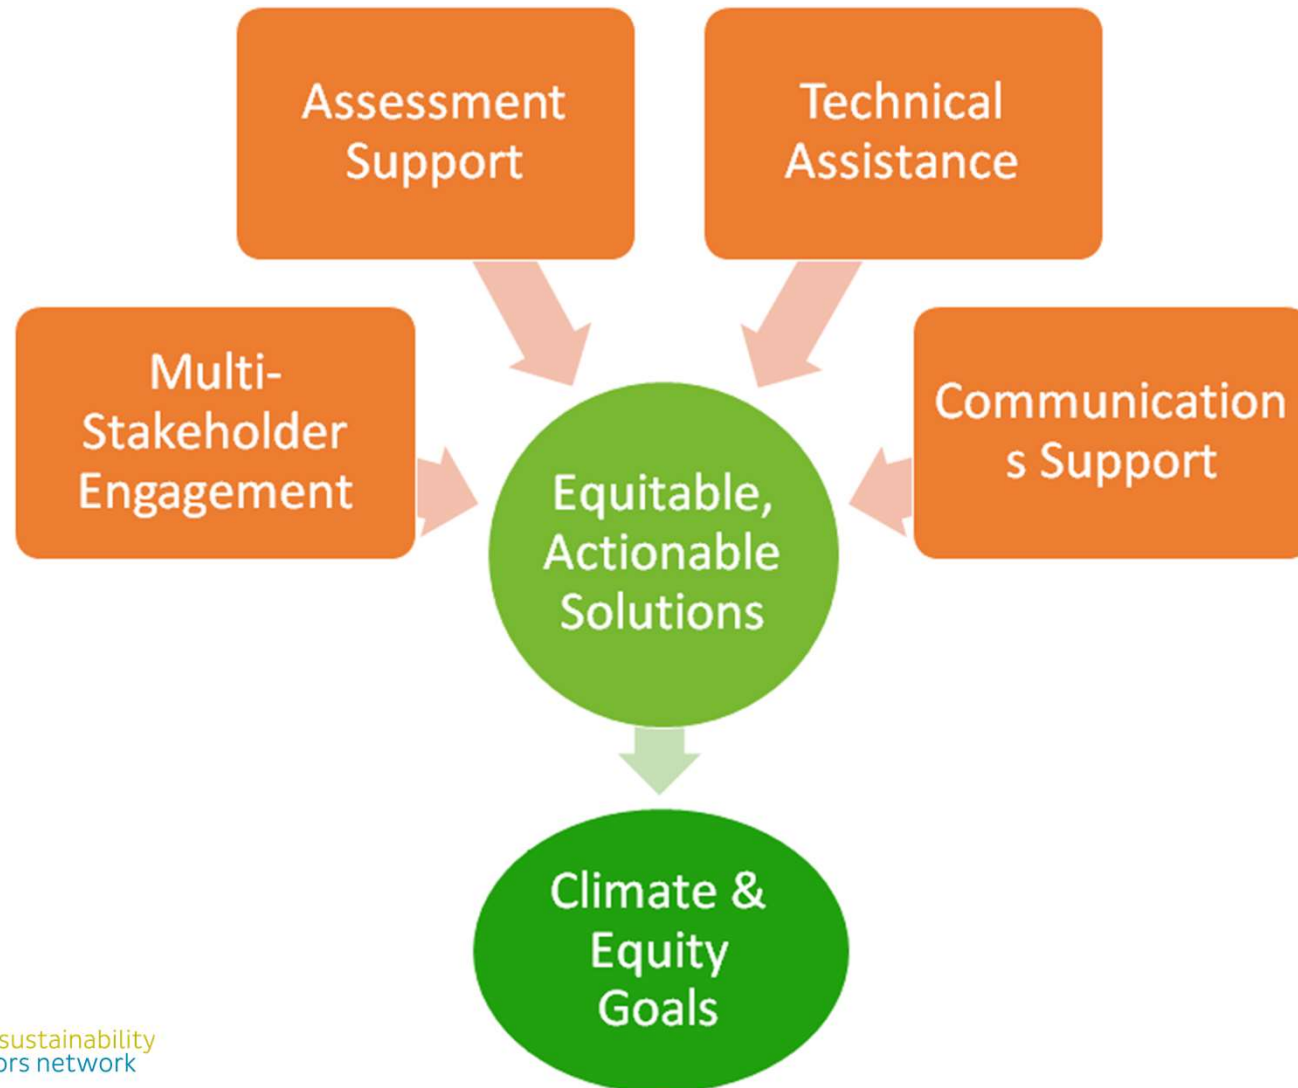 Assessment
Support
Technical
Assistance
Multi-
Stakeholder
Engagement
Communication
s Support
Equitable,
Actionable
Solutions
Climate &
Equity
Goals
sustainability
ors network